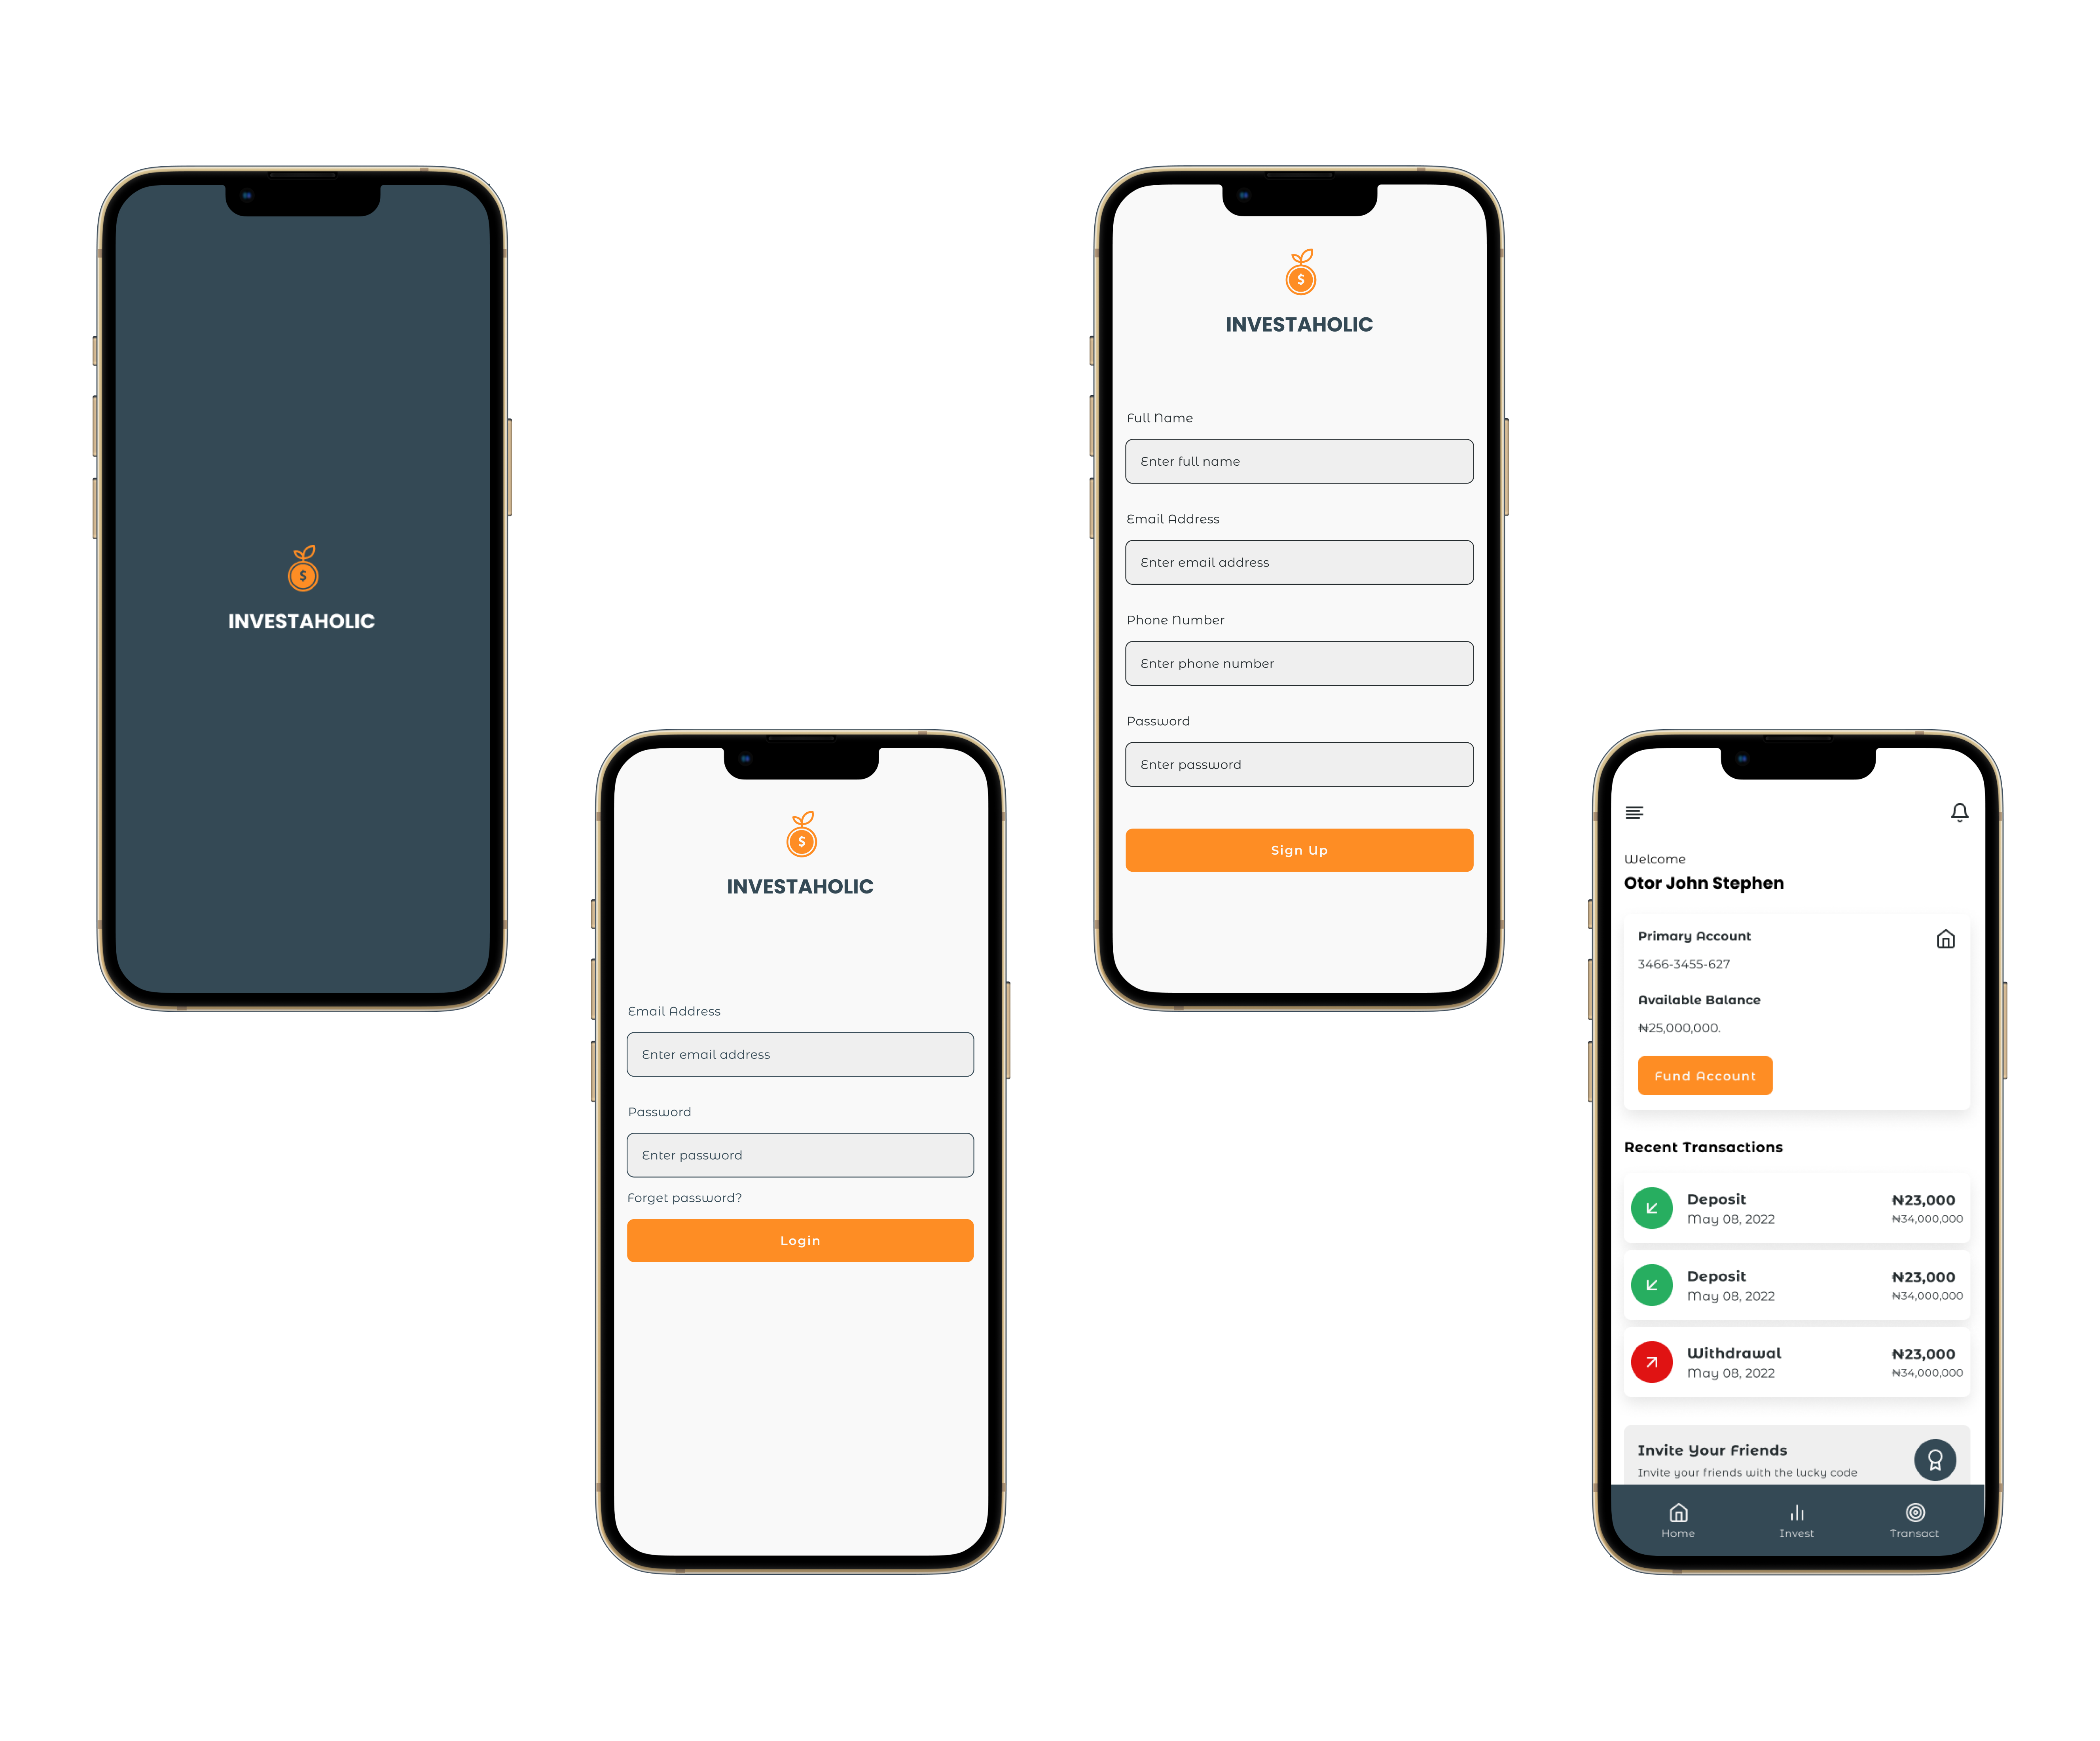 INVESTAHOLIC
INVESTAHOLIC
Email Address
Enter email address
Password
Enter password
Forget password?
Login
INVESTAHOLIC
Full Name
Enter full name
Email Address
Enter email address
Phone Number
Enter phone number
Password
Enter password
Sign Up
Welcome
Otor John Stephen
Primary Account
3466-3455-627
Available Balance
₦25,000,000.
Fund Account
Recent Transactions
Deposit ₦23,000
May 08, 2022 ₦34,000,000
Deposit ₦23,000
May 08, 2022 ₦34,000,000
Withdrawal ₦23,000
May 08, 2022 ₦34,000,000
Invite Your Friends
Invite your friends with the lucky code
Home Invest Transact